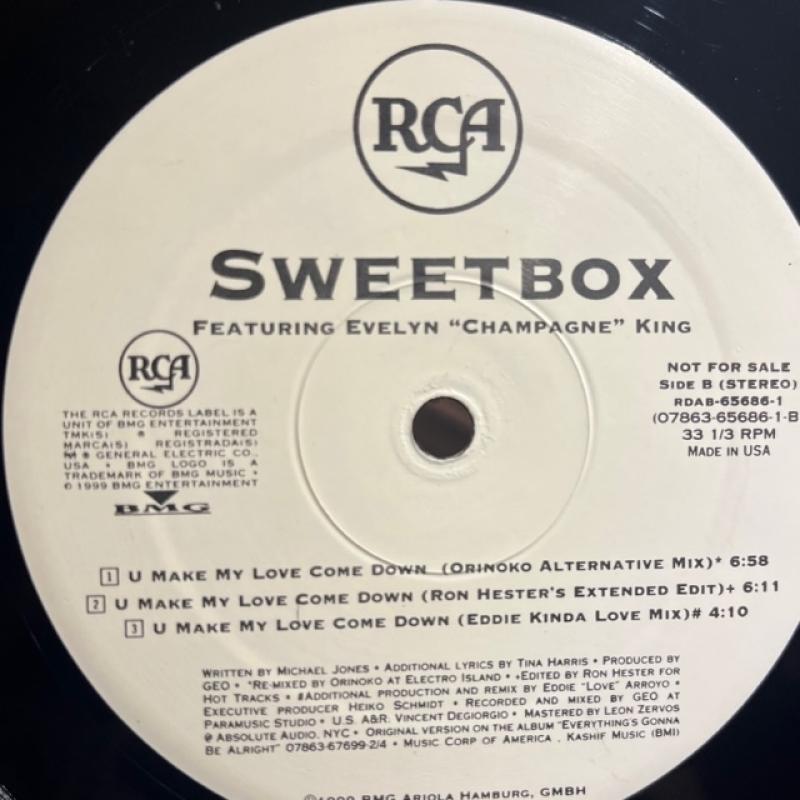 RCA
SWEETBOX
FEATURING EVELYN "CHAMPAGNE" KING
RCA
THE RCA RECORDS LABEL IS A
UNIT OF BMG ENTERTAINMENT
TMK(S) ® REGISTERED
MARCA(S) REGISTRADA(S)
® GENERAL ELECTRIC CO.,
USA • BMG LOGO IS A
TRADEMARK OF BMG MUSIC •
© 1999 BMG ENTERTAINMENT
BMG
NOT FOR SALE
SIDE B (STEREO)
RDAB-65686-1
(07863-65686-1-B
33 1/3 RPM
MADE IN USA
1 U MAKE MY LOVE COME DOWN (ORINOKO ALTERNATIVE MIX)* 6:58
2 U MAKE MY LOVE COME DOWN (RON HESTER'S EXTENDED EDIT)+ 6:11
3 U MAKE MY LOVE COME DOWN (EDDIE KINDA LOVE MIX)# 4:10
WRITTEN BY MICHAEL JONES • ADDITIONAL LYRICS BY TINA HARRIS • PRODUCED BY
GEO • *RE-MIXED BY ORINOKO AT ELECTRO ISLAND • +EDITED BY RON HESTER FOR
HOT TRACKS • #ADDITIONAL PRODUCTION AND REMIX BY EDDIE "LOVE" ARROYO •
EXECUTIVE PRODUCER HEIKO SCHMIDT • RECORDED AND MIXED BY GEO AT
PARAMUSIC STUDIO • U.S. A&R: VINCENT DEGIORGIO • MASTERED BY LEON ZERVOS
@ ABSOLUTE AUDIO, NYC • ORIGINAL VERSION ON THE ALBUM "EVERYTHING'S GONNA
BE ALRIGHT" 07863-67699-2/4 • MUSIC CORP OF AMERICA, KASHIF MUSIC (BMI)
1999 BMG ARIOLA HAMBURG, GMBH